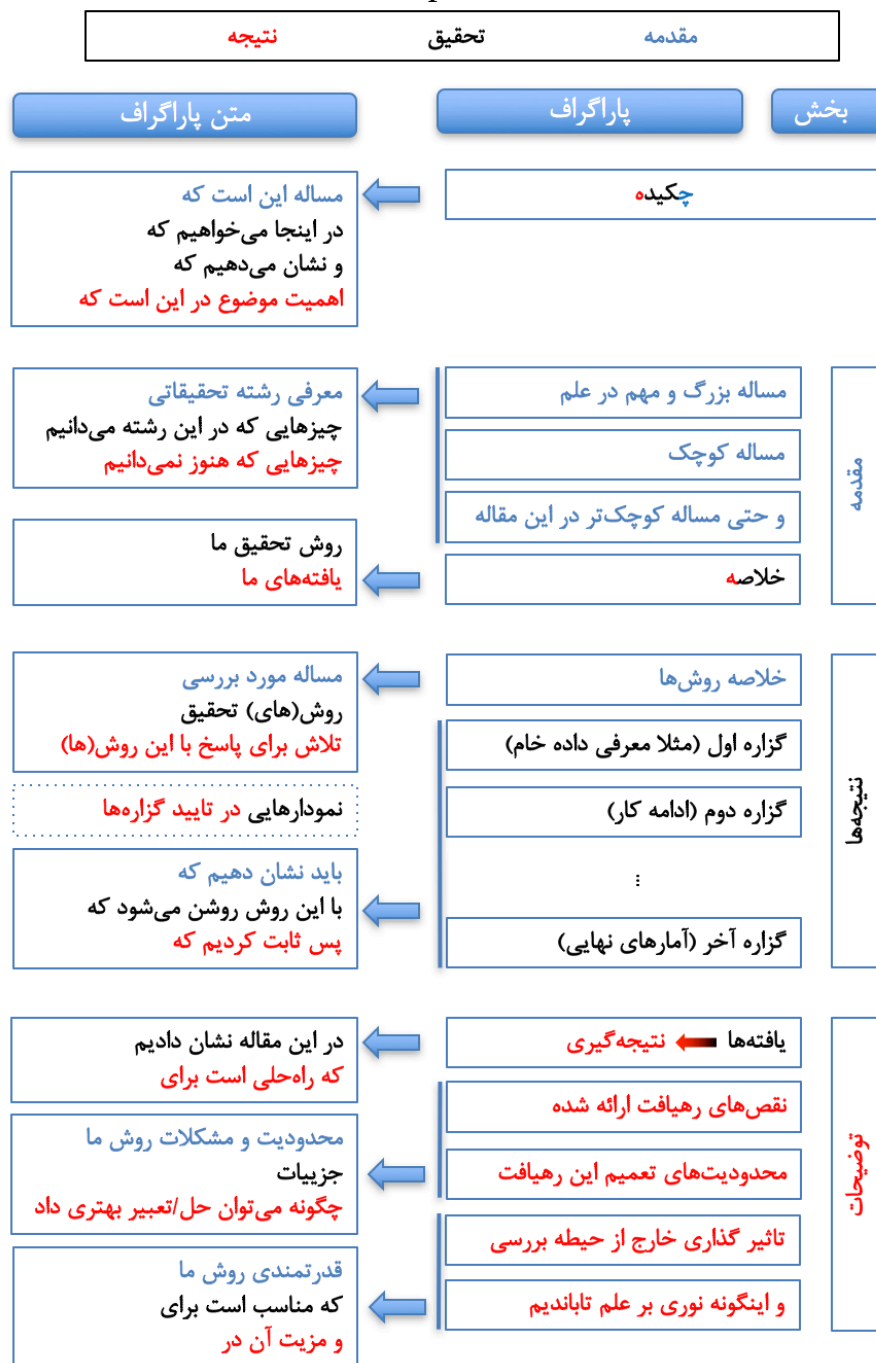 مقدمه تحقیق نتیجه
بخش پاراگراف متن پاراگراف
چکیده
مساله این است که
در اینجا می‌خواهیم که
و نشان می‌دهیم که
اهمیت موضوع در این است که
مقدمه
مساله بزرگ و مهم در علم
مساله کوچک
و حتی مساله کوچک‌تر در این مقاله
خلاصه
معرفی رشته تحقیقاتی
چیزهایی که در این رشته می‌دانیم
چیزهایی که هنوز نمی‌دانیم
روش تحقیق ما
یافته‌های ما
نتیجه‌ها
خلاصه روش‌ها
گزاره اول (مثلا معرفی داده خام)
گزاره دوم (ادامه کار)
...
گزاره آخر (آمارهای نهایی)
مساله مورد بررسی
روش(های) تحقیق
تلاش برای پاسخ با این روش(ها)
نمودارهایی در تایید گزاره‌ها
باید نشان دهیم که
با این روش روشن می‌شود که
پس ثابت کردیم که
توضیحات
یافته‌ها نتیجه‌گیری
نقص‌های رهیافت ارائه شده
محدودیت‌های تعمیم این رهیافت
تاثیر گذاری خارج از حیطه بررسی
و اینگونه نوری بر علم تاباندیم
در این مقاله نشان دادیم
که راه‌حلی است برای
محدودیت و مشکلات روش ما
جزییات
چگونه می‌توان حل/تعبیر بهتری داد
قدرتمندی روش ما
که مناسب است برای
و مزیت آن در